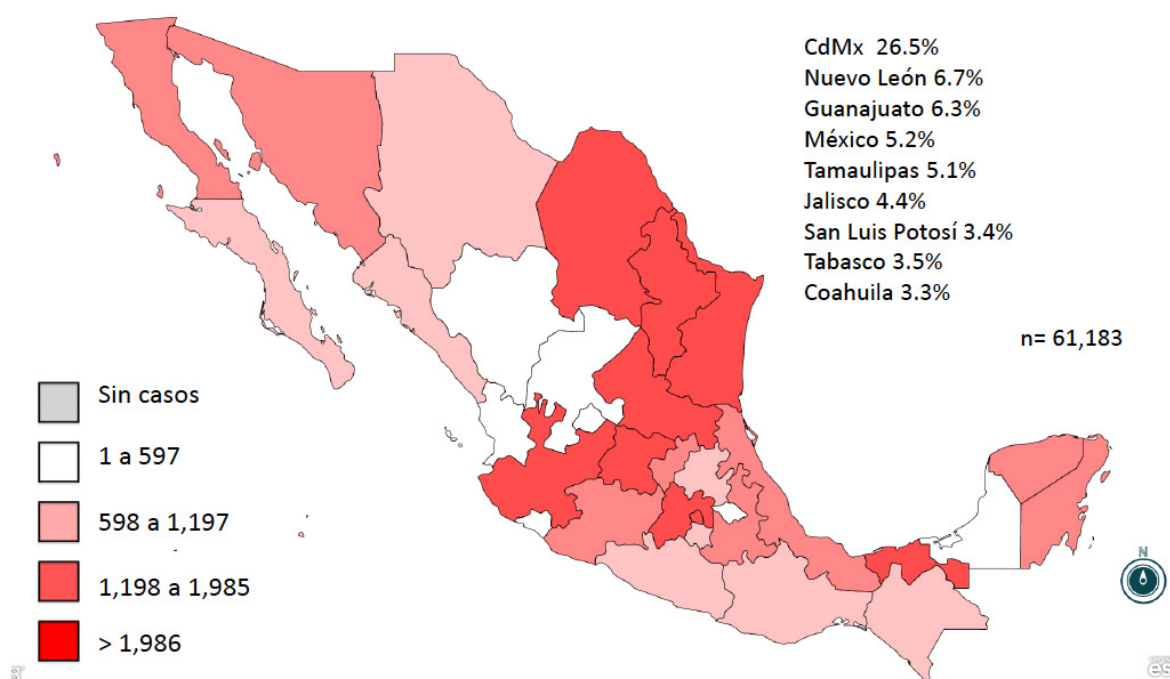 CdMx 26.5%
Nuevo León 6.7%
Guanajuato 6.3%
México 5.2%
Tamaulipas 5.1%
Jalisco 4.4%
San Luis Potosí 3.4%
Tabasco 3.5%
Coahuila 3.3%
n= 61,183
Sin casos
1 a 597
598 a 1,197
1,198 a 1,985
> 1,986
N
es